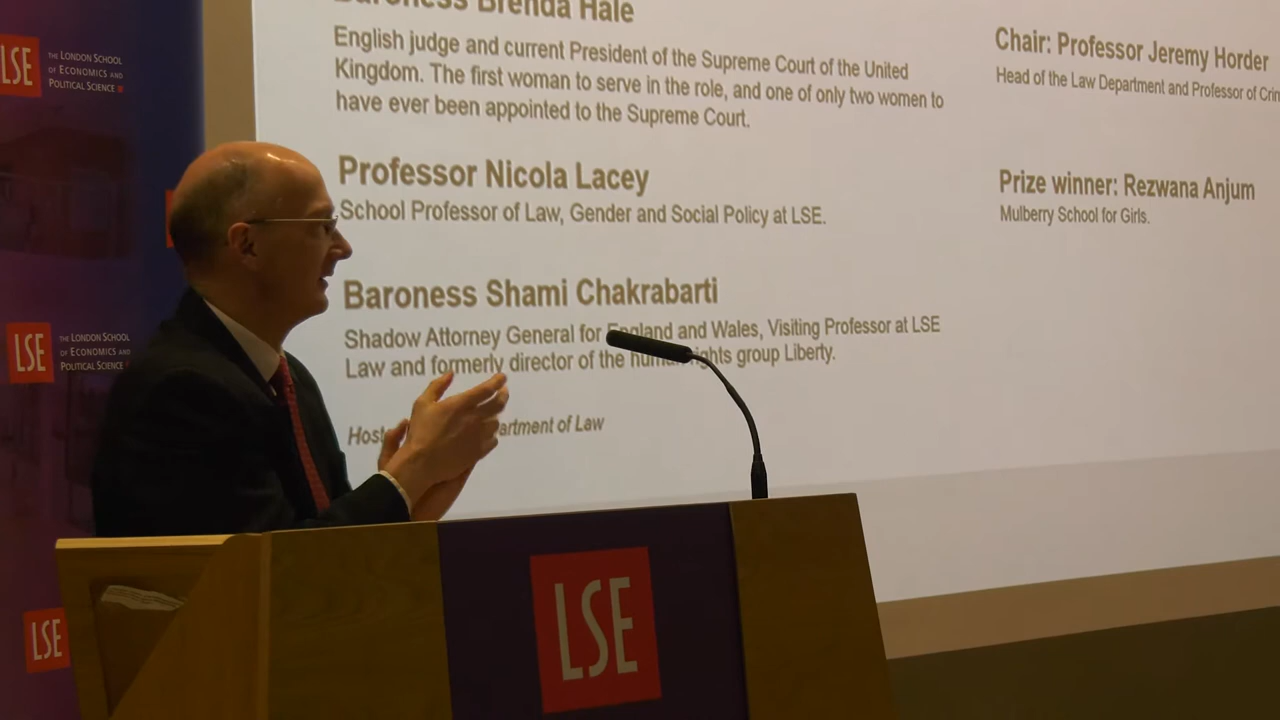 LSE
THE LONDON SCHOOL
OF ECONOMICS AND
POLITICAL SCIENCE
Baroness Brenda Hale
English judge and current President of the Supreme Court of the United
Kingdom. The first woman to serve in the role, and one of only two women to
have ever been appointed to the Supreme Court.
Professor Nicola Lacey
School Professor of Law, Gender and Social Policy at LSE.
Baroness Shami Chakrabarti
Shadow Attorney General for England and Wales, Visiting Professor at LSE
Law and formerly director of the human rights group Liberty.
of Law
Chair: Professor Jeremy Horder
Head of the Law Department and Professor of
Prize winner: Rezwana Anjum
Mulberry School for Girls.
LSE
THE LONDON SCHOOL
OF ECONOMICS AND
POLITICAL SCIENCE
LSE
LSE